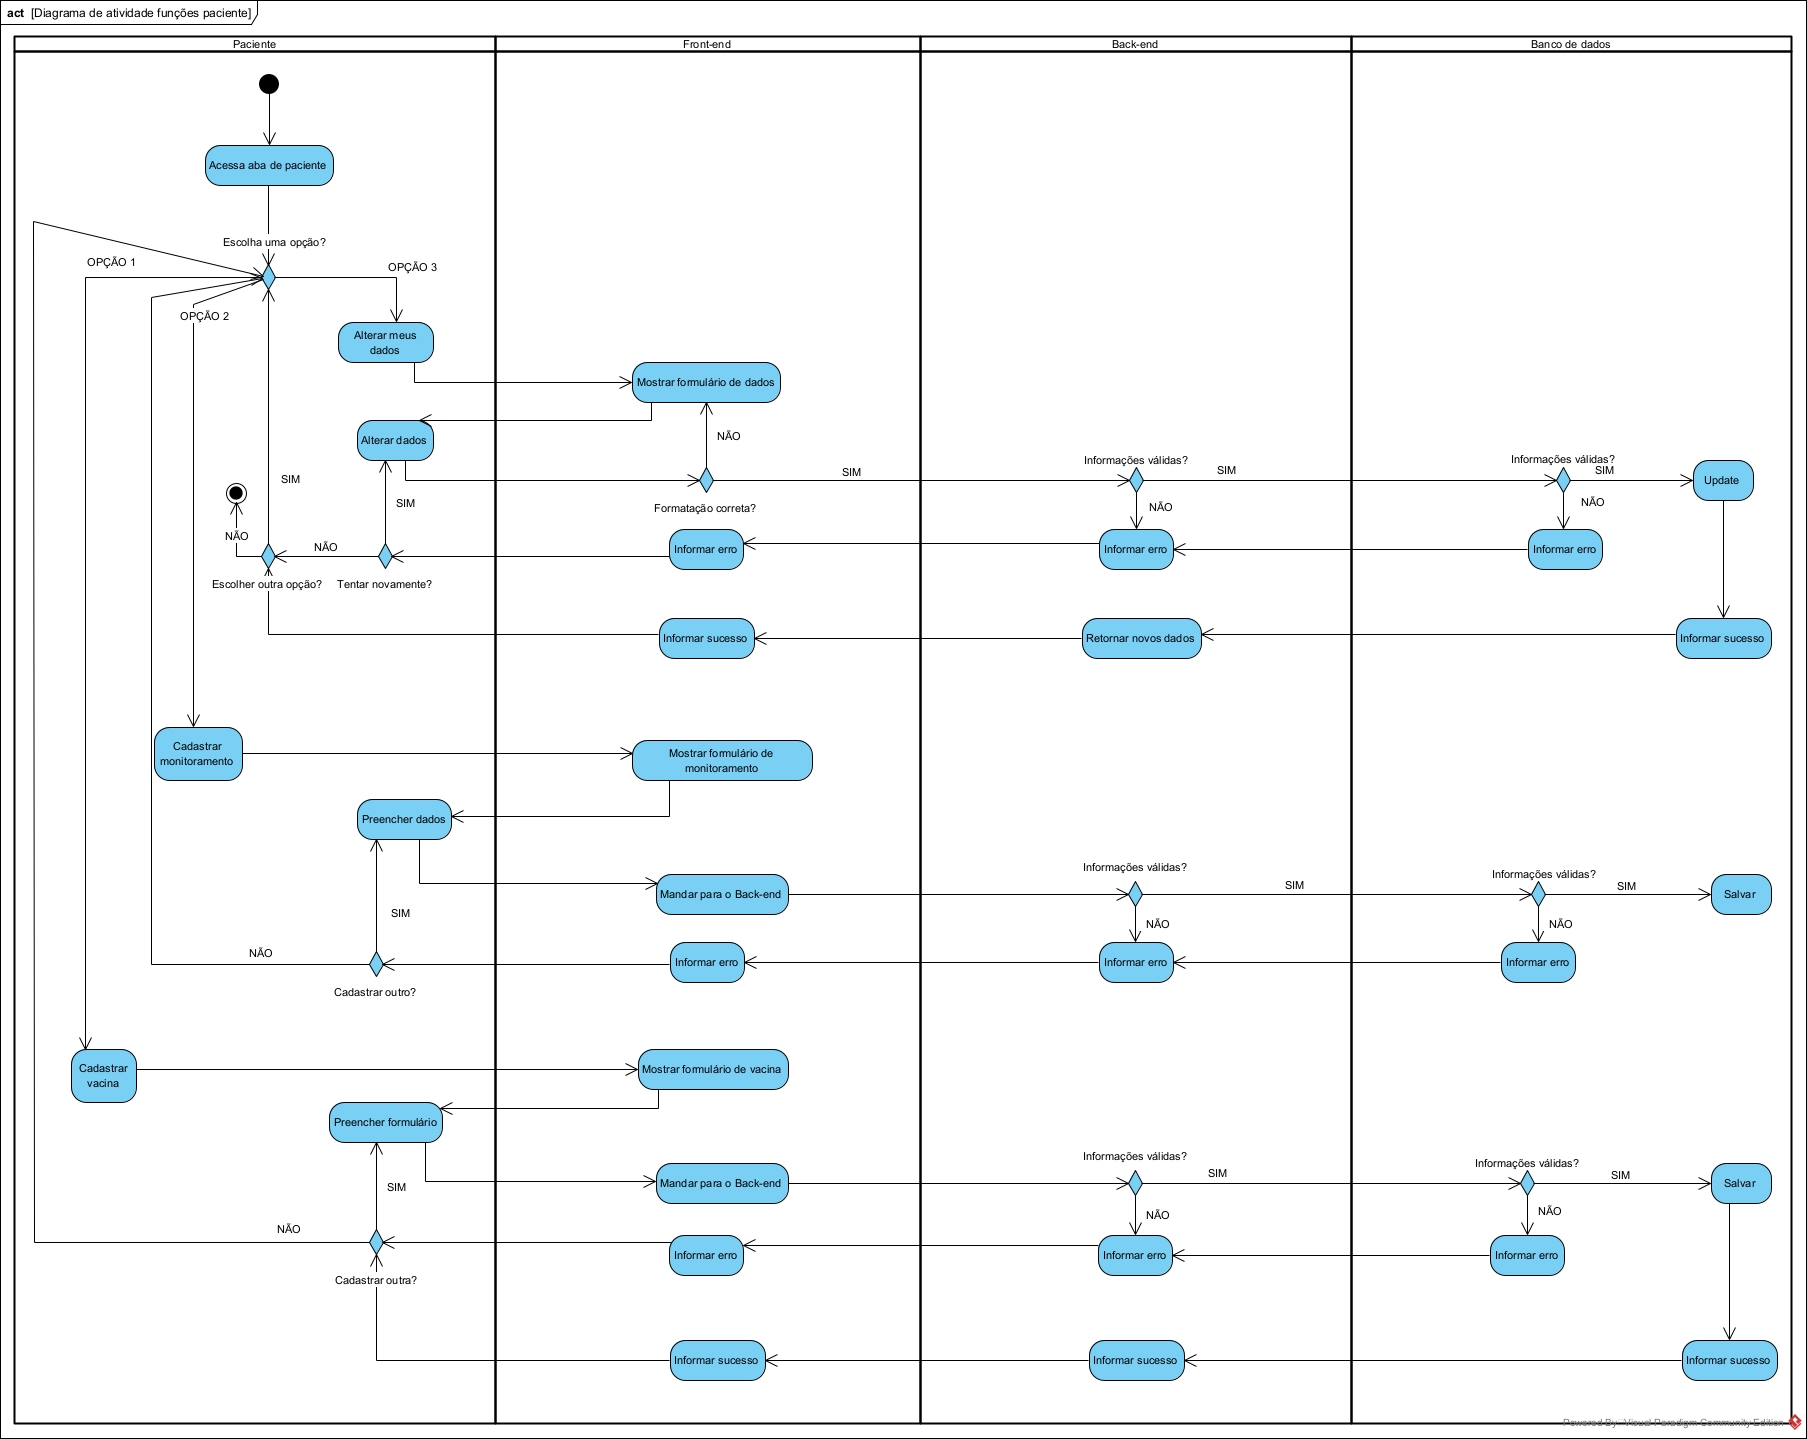 act [Diagrama de atividade funções paciente]
Paciente
Front-end
Back-end
Banco de dados
Acessa aba de paciente
Escolha uma opção?
OPÇÃO 1
OPÇÃO 3
OPÇÃO 2
Alterar meus
dados
Mostrar formulário de dados
Alterar dados
NÃO
SIM
Informações válidas?
SIM
Informações válidas?
SIM
Update
SIM
SIM
Formatação correta?
NÃO
NÃO
NÃO
NÃO
Informar erro
Informar erro
Informar erro
Escolher outra opção?
Tentar novamente?
Informar sucesso
Retornar novos dados
Informar sucesso
Cadastrar
monitoramento
Mostrar formulário de
monitoramento
Preencher dados
Mandar para o Back-end
Informações válidas?
SIM
Informações válidas?
SIM
Salvar
SIM
NÃO
NÃO
NÃO
Informar erro
Informar erro
Informar erro
Cadastrar outro?
Cadastrar
vacina
Mostrar formulário de vacina
Preencher formulário
Mandar para o Back-end
Informações válidas?
SIM
Informações válidas?
SIM
Salvar
SIM
NÃO
NÃO
NÃO
Informar erro
Informar erro
Informar erro
Cadastrar outra?
Informar sucesso
Informar sucesso
Informar sucesso
Powered By Visual Paradigm Community Edition